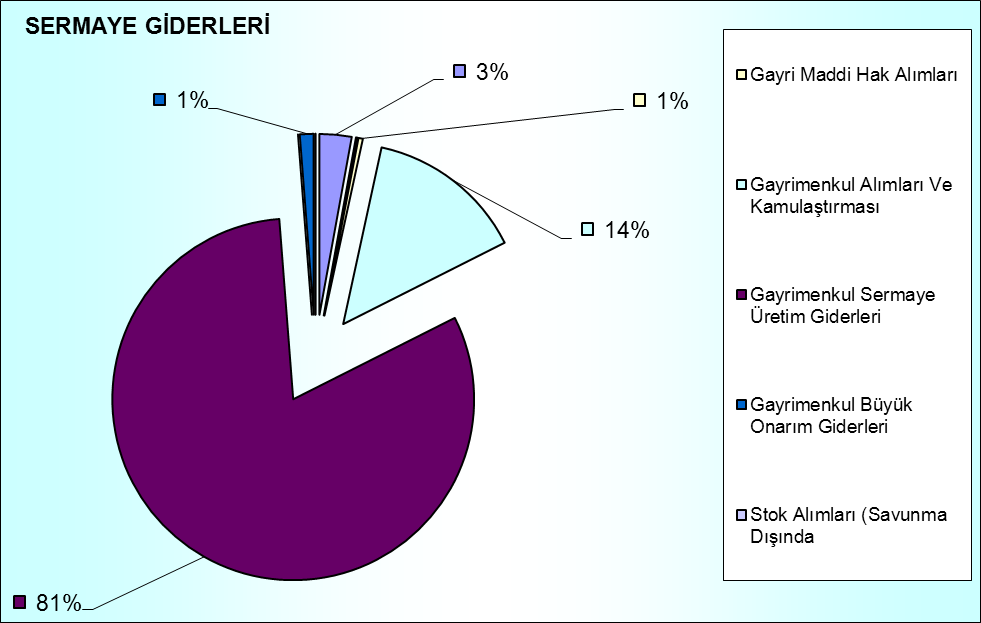 SERMAYE GİDERLERİ
3%
1%
1%
14%
81%
Gayri Maddi Hak Alımları
Gayrimenkul Alımları Ve
Kamulaştırması
Gayrimenkul Sermaye
Üretim Giderleri
Gayrimenkul Büyük
Onarım Giderleri
Stok Alımları (Savunma
Dışında